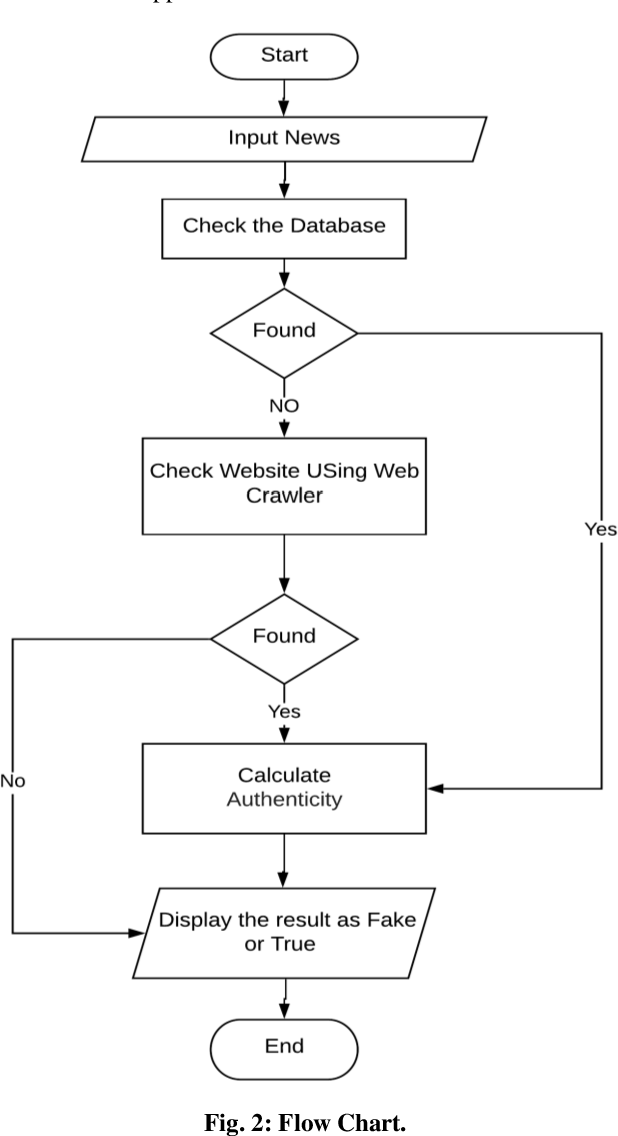 Start
Input News
Check the Database
Found
NO
Check Website USing Web
Crawler
Yes
Found
Yes
No
Calculate
Authenticity
Display the result as Fake
or True
End
Fig. 2: Flow Chart.